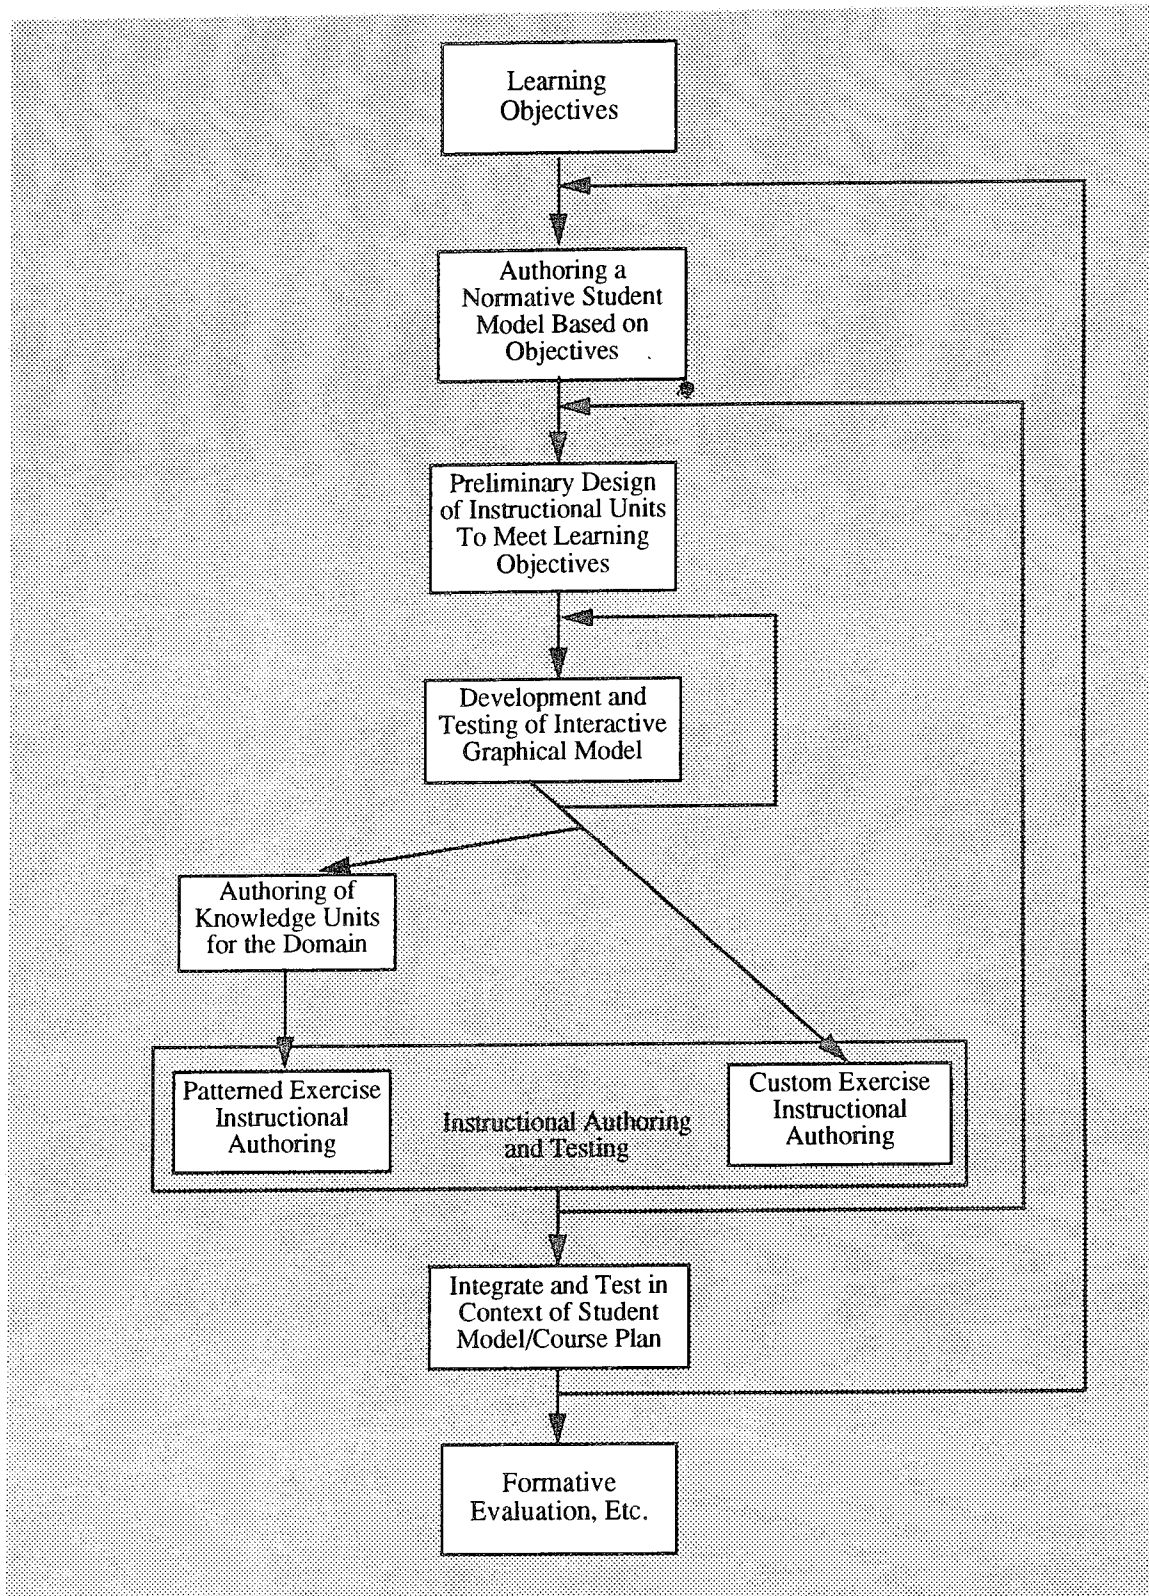 Learning
Objectives
Authoring a
Normative Student
Model Based on
Objectives
Preliminary Design
of Instructional Units
To Meet Learning
Objectives
Development and
Testing of Interactive
Graphical Model
Authoring of
Knowledge Units
for the Domain
Patterned Exercise
Instructional
Authoring
Instructional Authoring
and Testing
Custom Exercise
Instructional
Authoring
Integrate and Test in
Context of Student
Model/Course Plan
Formative
Evaluation, Etc.